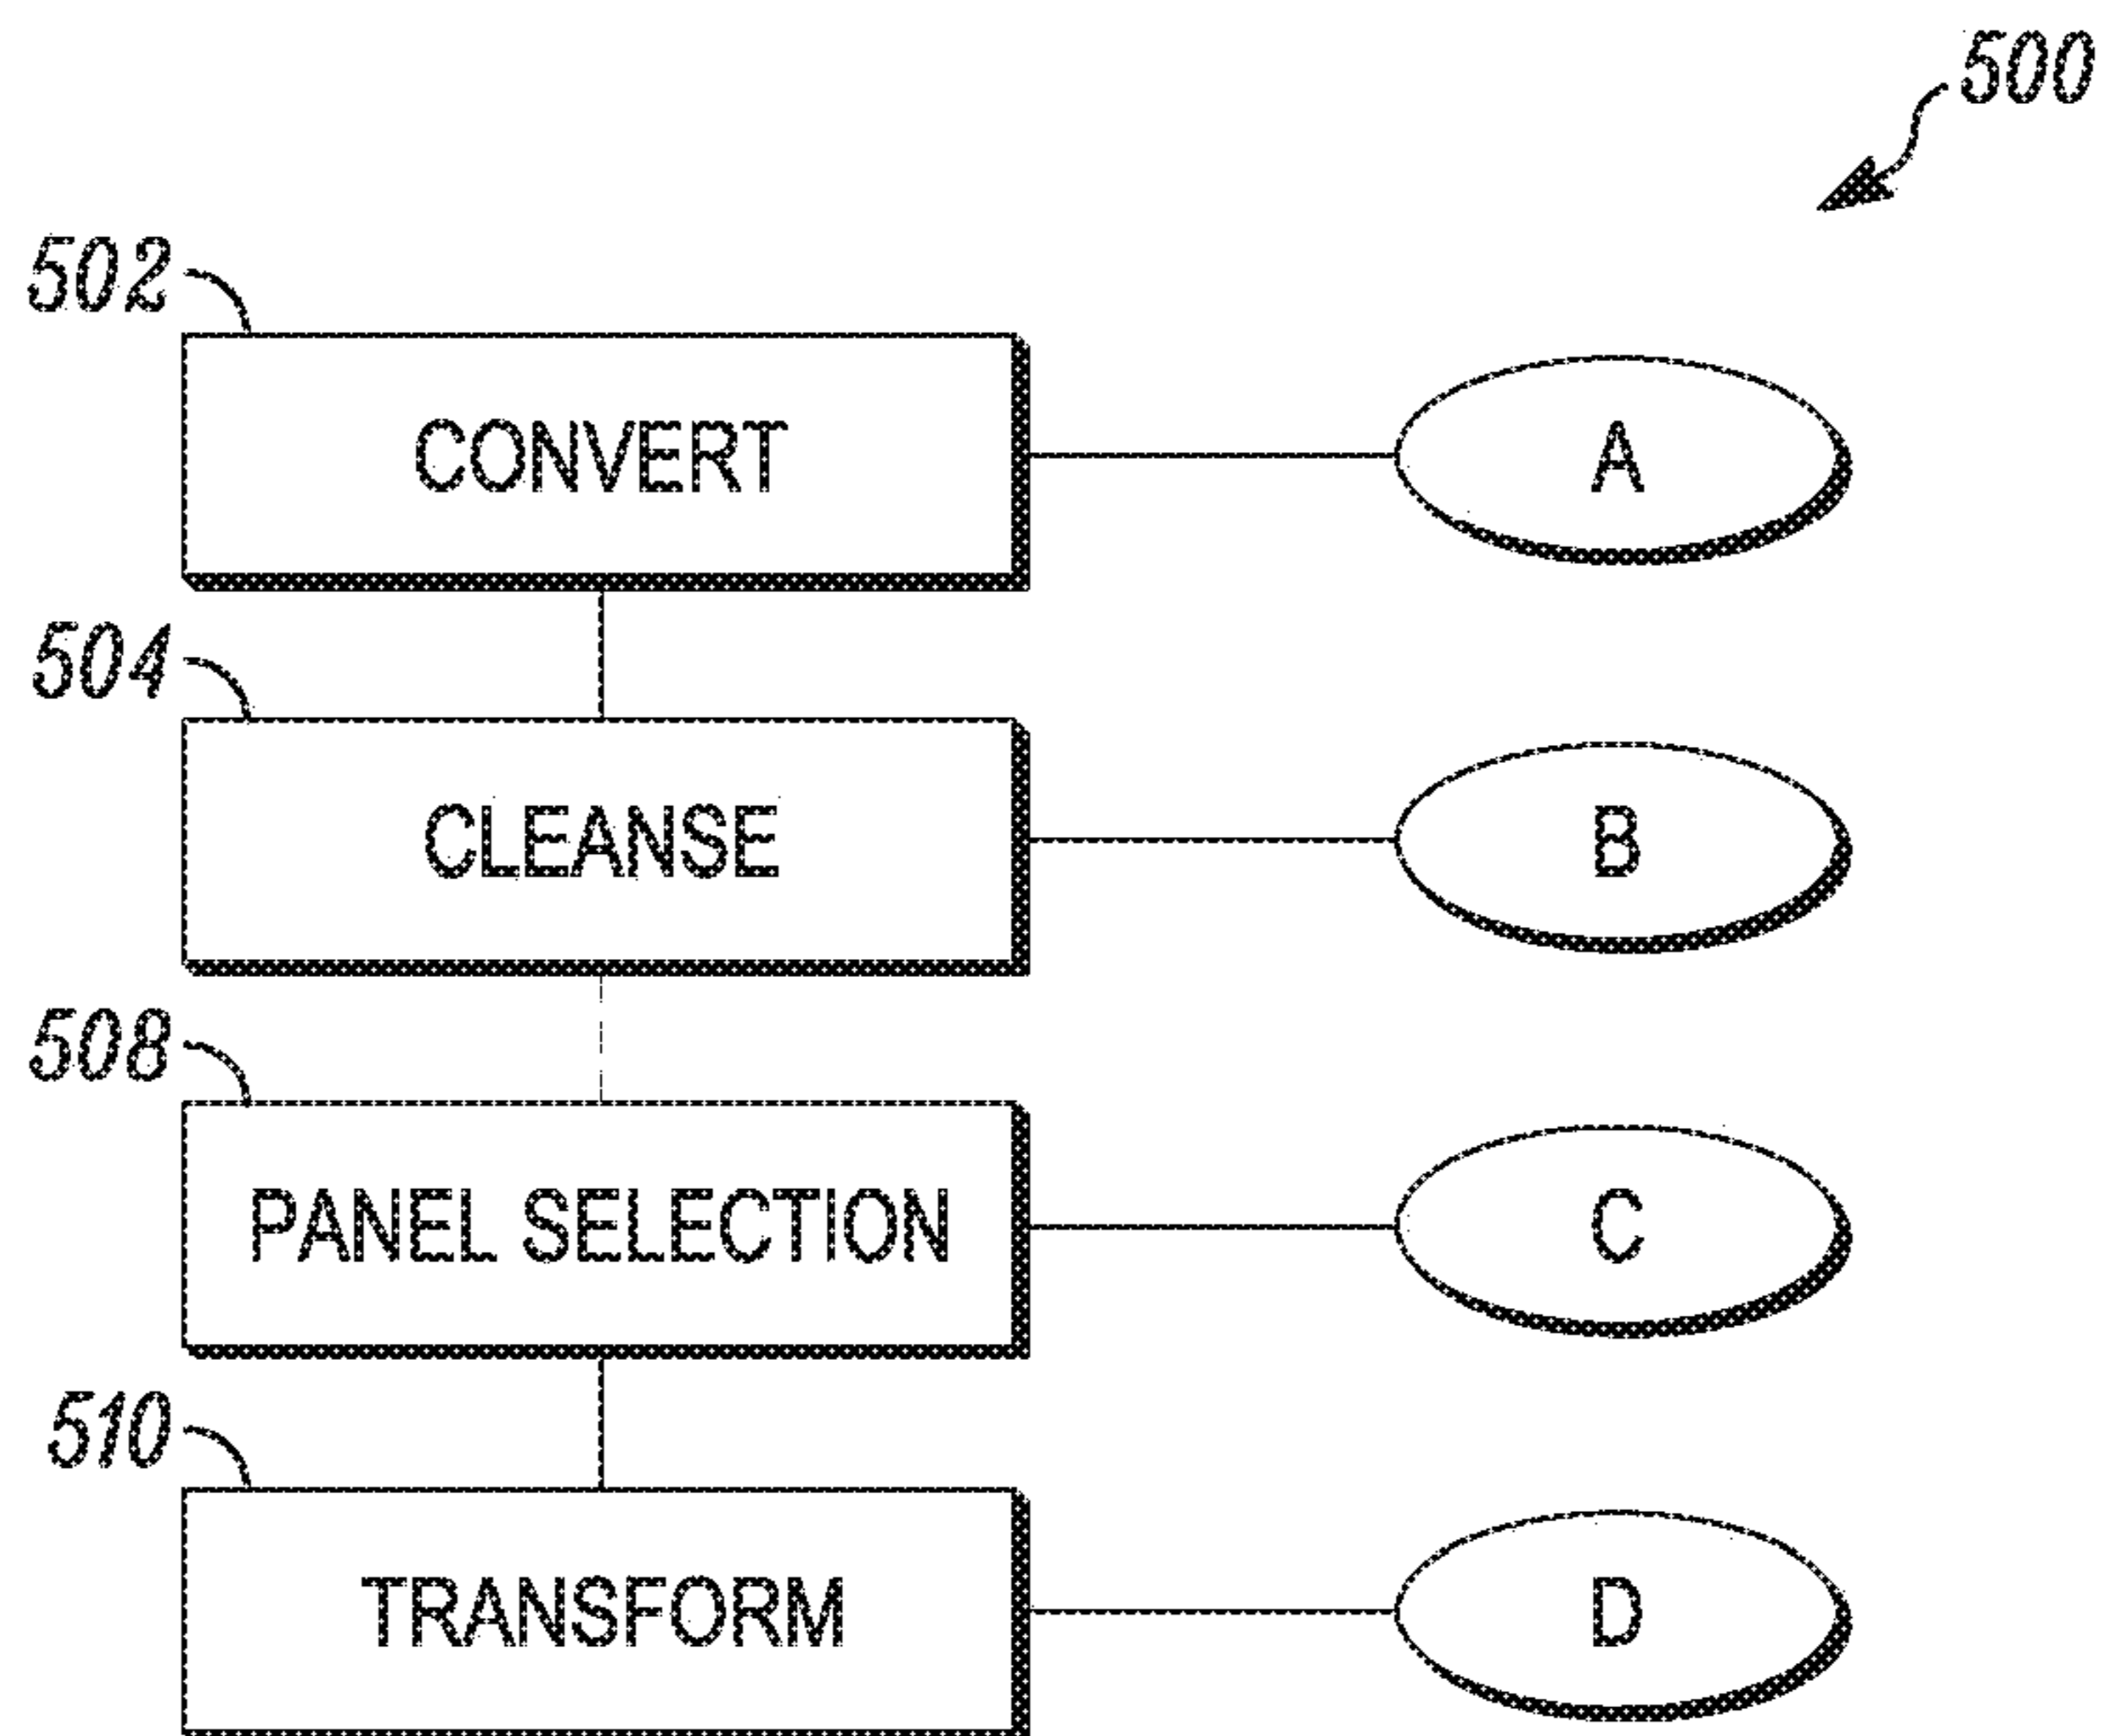 500
502
CONVERT
A
504
CLEANSE
B
508
PANEL SELECTION
C
510
TRANSFORM
D